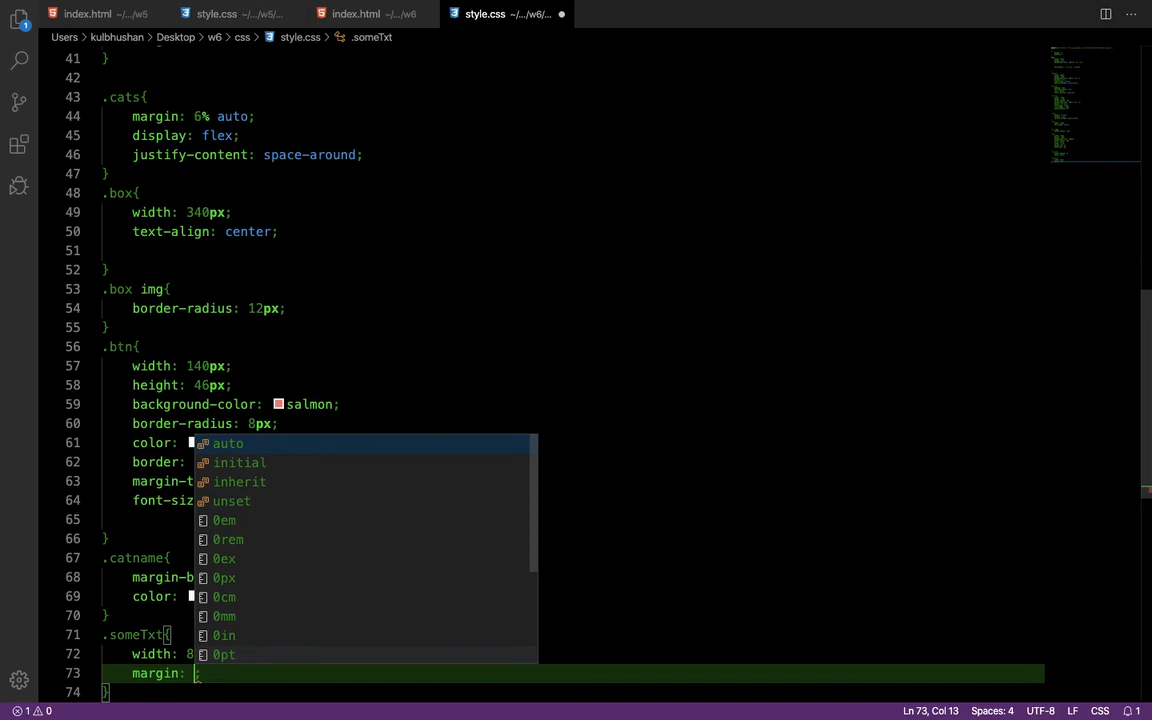 index.html ~/.../w5
style.css ~/.../w5/...
index.html ~/.../w6
style.css ~/.../w6/...
1
Users > kulbhushan > Desktop > w6 > css > style.css > .someTxt
41 }
42
43 .cats{
44 margin: 6% auto;
45 display: flex;
46 justify-content: space-around;
47 }
48 .box{
49 width: 340px;
50 text-align: center;
51
52 }
53 .box img{
54 border-radius: 12px;
55 }
56 .btn{
57 width: 140px;
58 height: 46px;
59 background-color: salmon;
60 border-radius: 8px;
61 color:
62 border:
63 margin-t
64 font-siz
65
66 }
67 .catname{
68 margin-b
69 color:
70 }
71 .someTxt{
72 width: 8
73 margin: ;
74 }
auto
initial
inherit
unset
0em
0rem
0ex
0px
0cm
0mm
0in
0pt
1 0
Ln 73, Col 13
Spaces: 4
UTF-8
LF
CSS
1